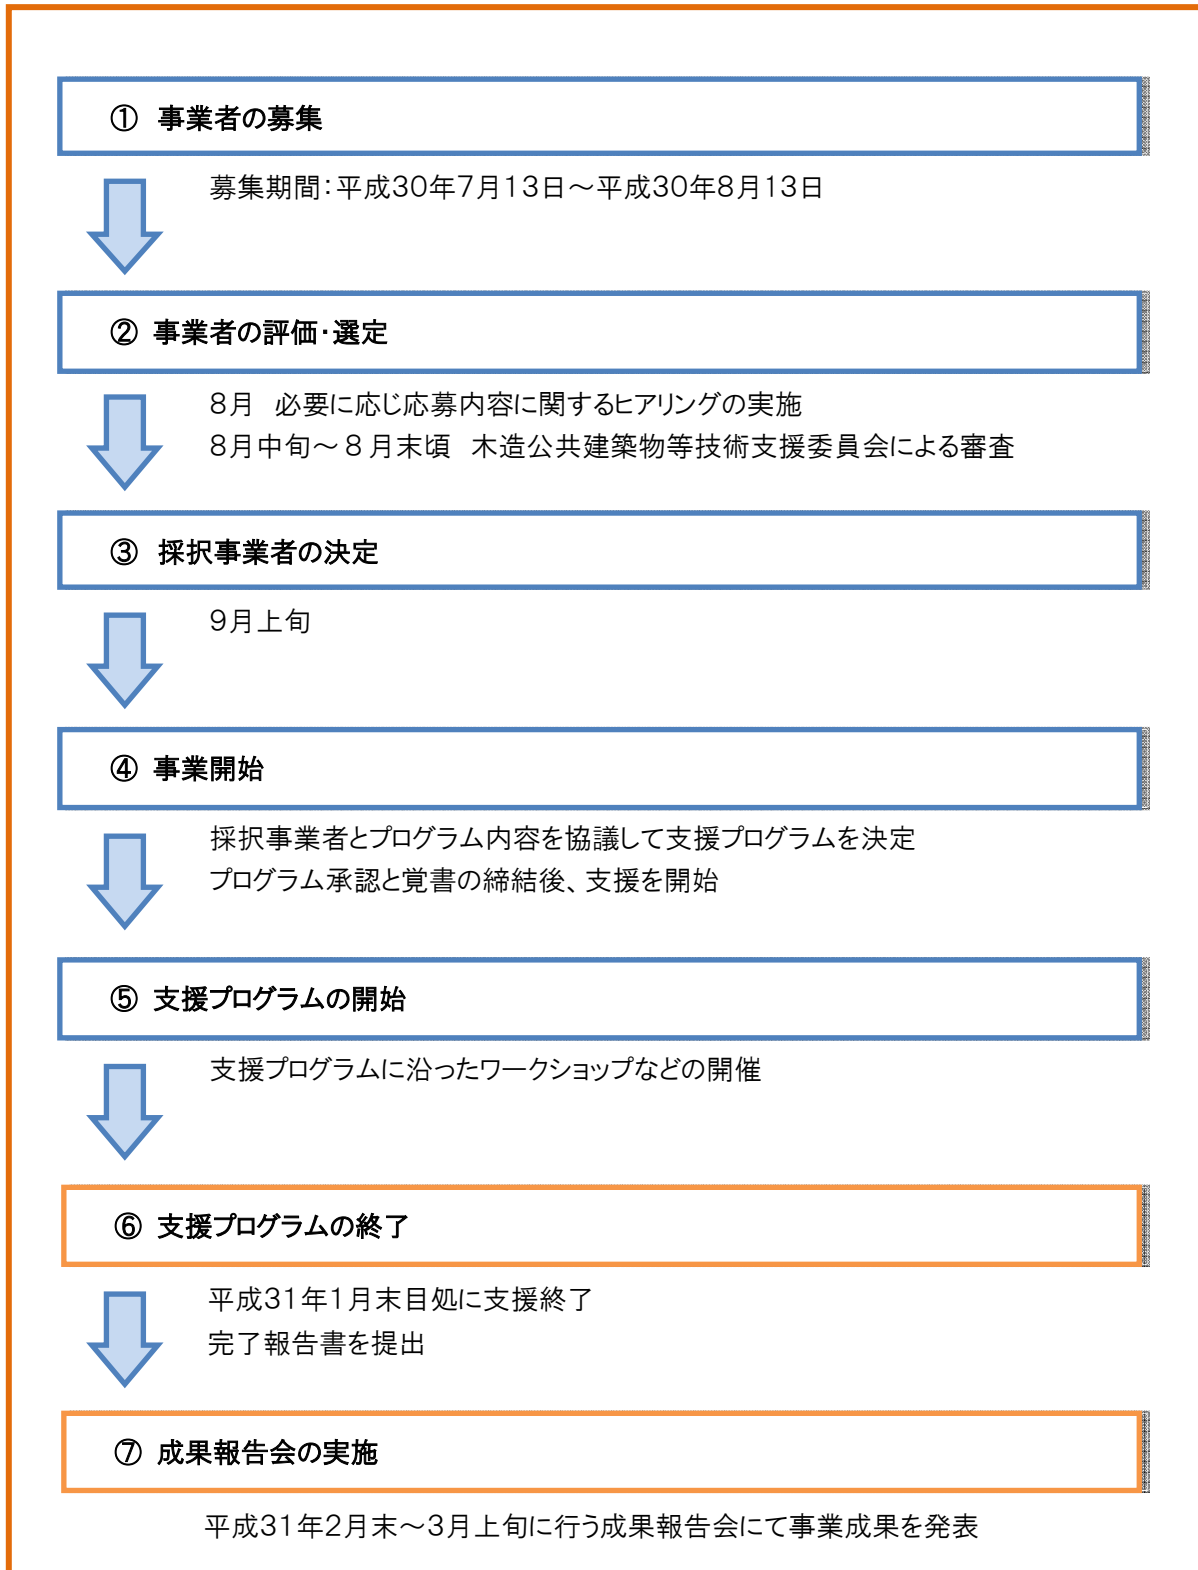 ① 事業者の募集
募集期間：平成30年7月13日～平成30年8月13日
② 事業者の評価・選定
8月　必要に応じ応募内容に関するヒアリングの実施
8月中旬～８月末頃　木造公共建築物等技術支援委員会による審査
③ 採択事業者の決定
9月上旬
④ 事業開始
採択事業者とプログラム内容を協議して支援プログラムを決定
プログラム承認と覚書の締結後、支援を開始
⑤ 支援プログラムの開始
支援プログラムに沿ったワークショップなどの開催
⑥ 支援プログラムの終了
平成31年1月末目処に支援終了
完了報告書を提出
⑦ 成果報告会の実施
平成31年2月末～3月上旬に行う成果報告会にて事業成果を発表